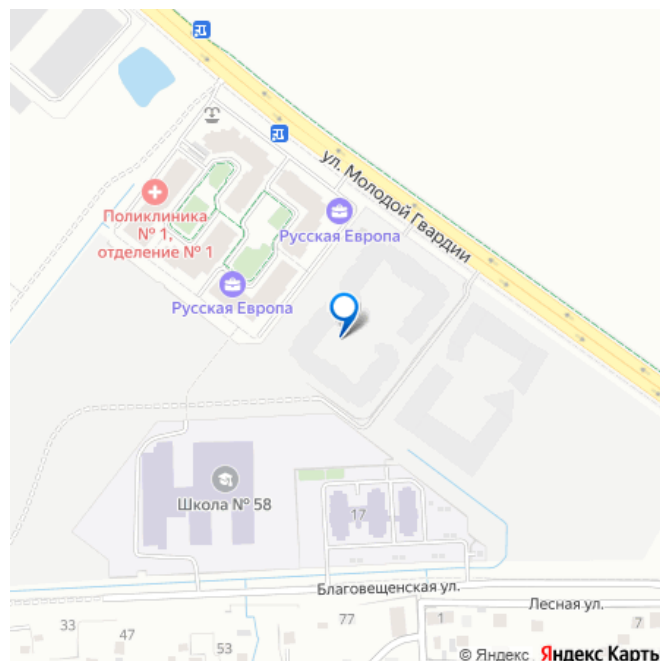 ул. Молодой Гвардии
Поликлиника
№ 1,
отделение № 1
Русская Европа
Русская Европа
Школа № 58
17
Благовещенская ул.
Лесная ул.
33
47
53
77
1
7
© Яндекс Яндекс Карты